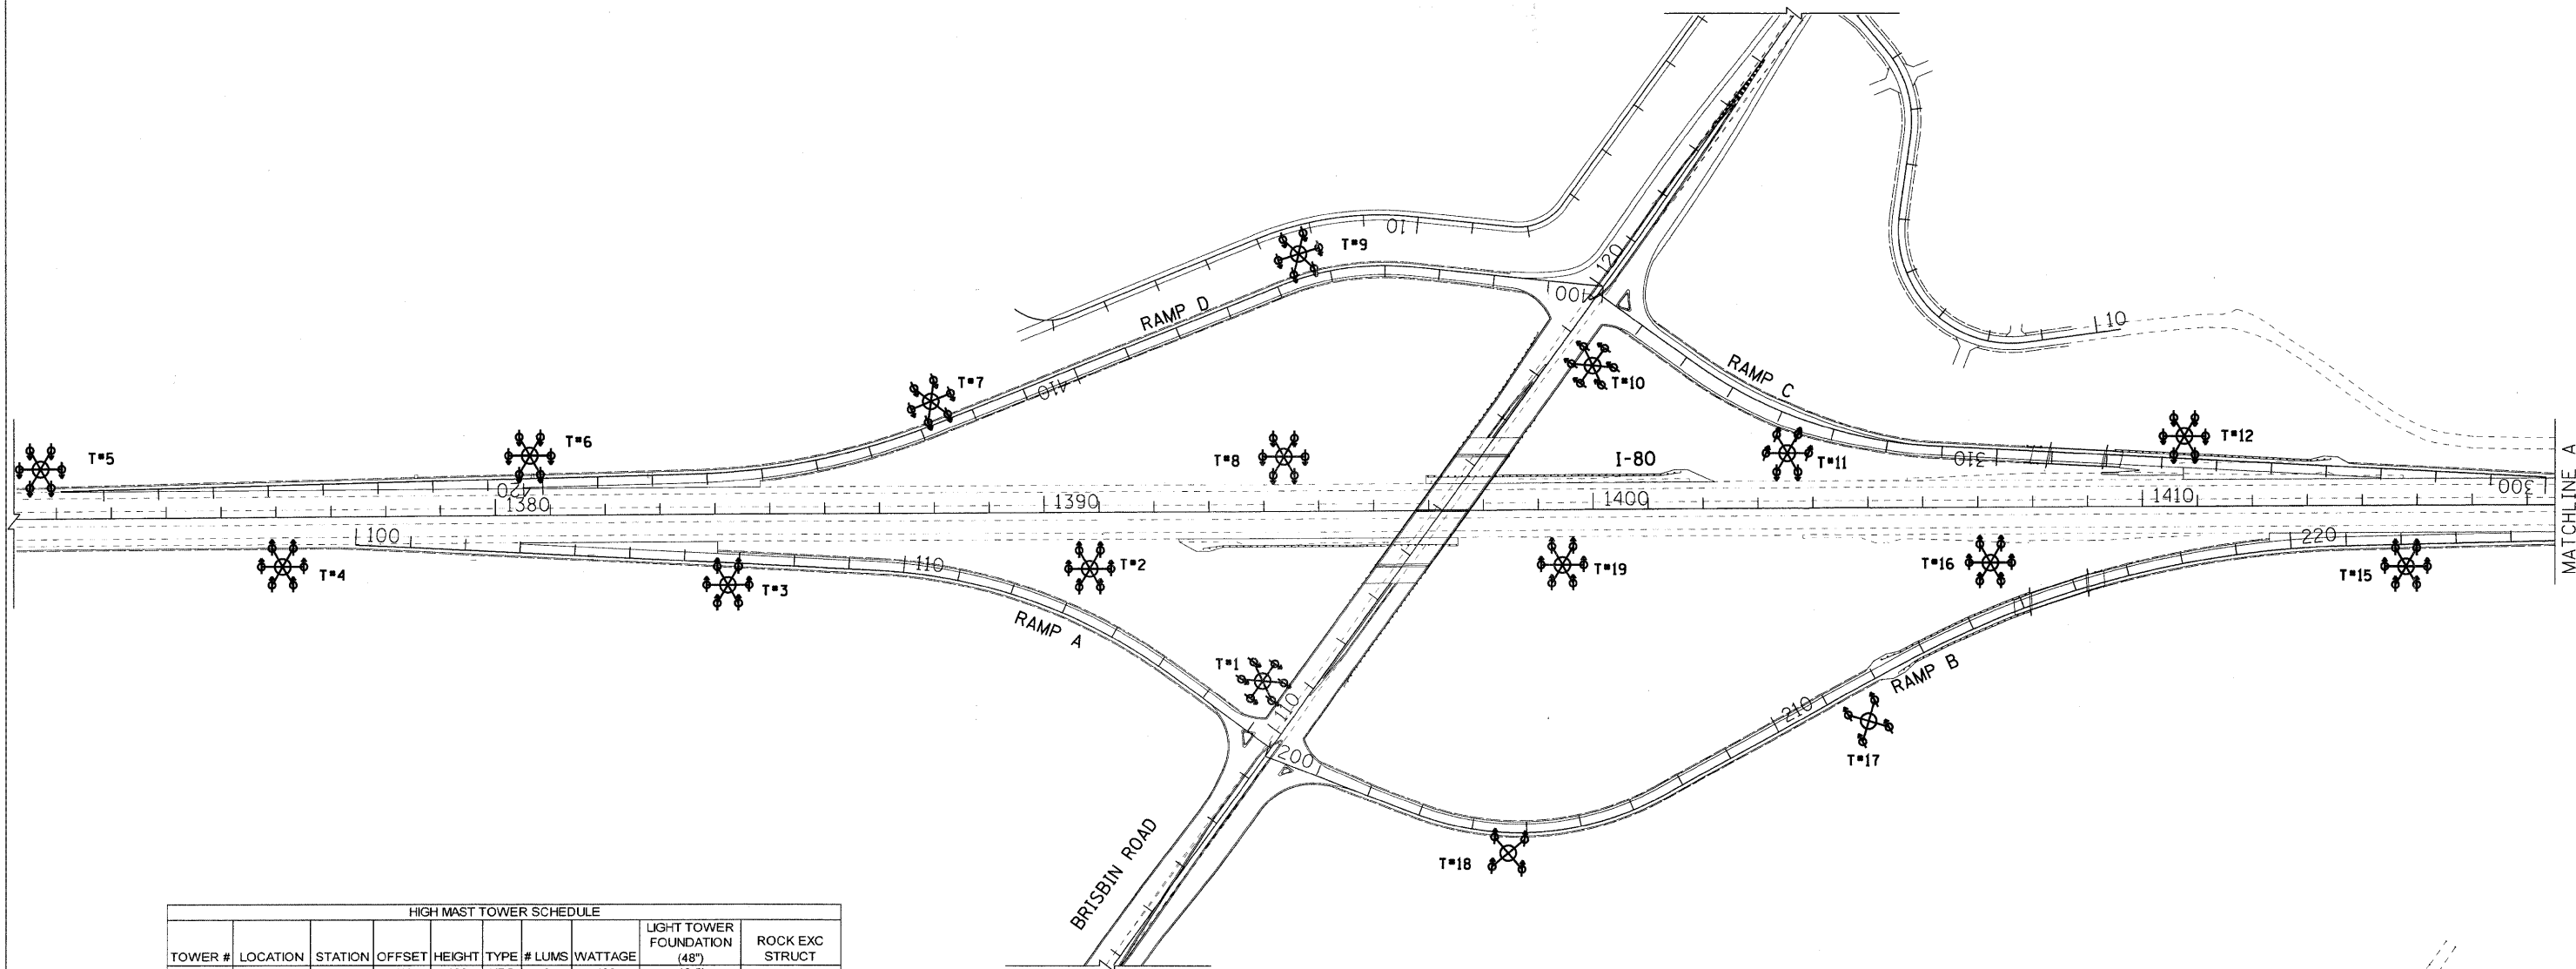 10
T#9
120
400
RAMP D
10
T#7
410
T#10
RAMP C
T#5
T#6
T#8
I-80
T#11
310
T#12
MATCHLINE A
420
1380
1390
1400
1410
300
100
T#4
T#3
110
T#2
T#19
T#16
220
T#15
RAMP A
T#1
110
RAMP B
210
T#17
200
T#18
BRISBIN ROAD
HIGH MAST TOWER SCHEDULE
TOWER # LOCATION STATION OFFSET HEIGHT TYPE # LUMS WATTAGE LIGHT TOWER FOUNDATION (48") ROCK EXC STRUCT